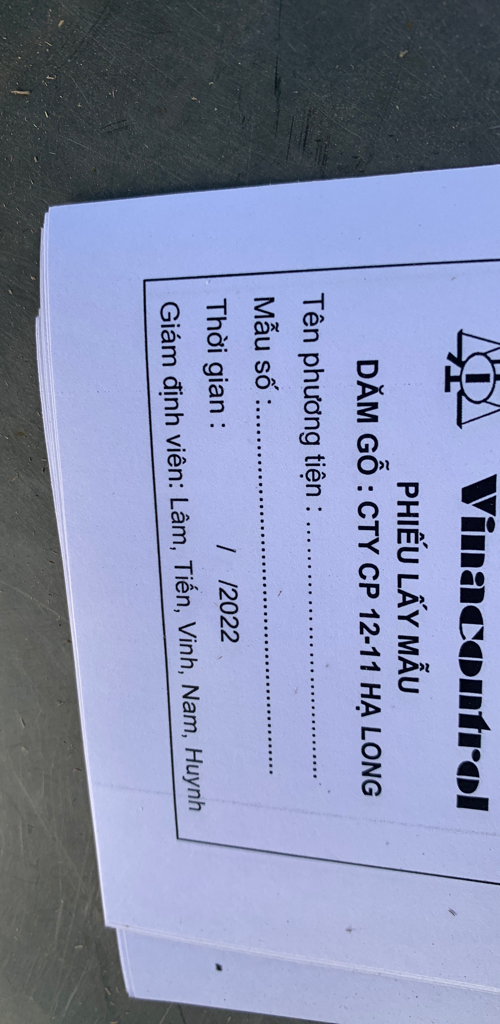 Vinacontrol
PHIẾU LẤY MẪU
DĂM GỖ : CTY CP 12-11 HẠ LONG
Tên phương tiện : ..............................
Mẫu số :..................................................
Thời gian : / /2022
Giám định viên: Lâm, Tiến, Vinh, Nam, Huynh